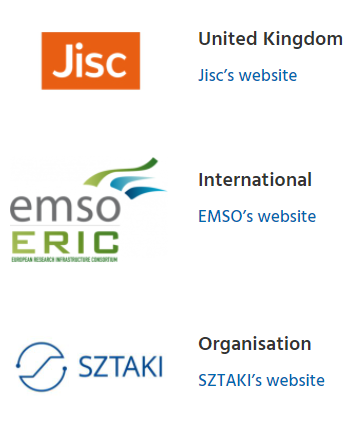 Jisc
United Kingdom
Jisc’s website
emso
ERIC
EUROPEAN RESEARCH INFRASTRUCTURE CONSORTIUM
International
EMSO’s website
SZTAKI
Organisation
SZTAKI’s website